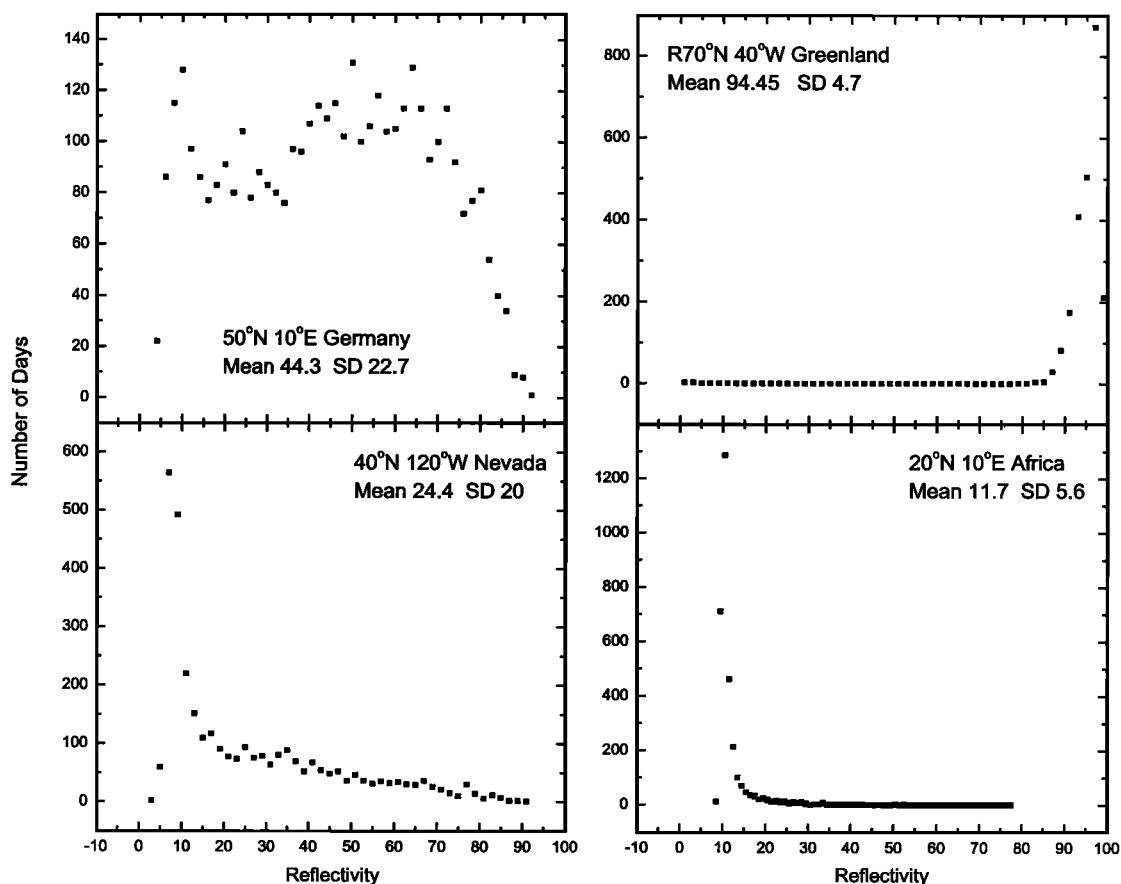 140
120
100
80
60
40
20
0
50°N 10°E Germany
Mean 44.3 SD 22.7
800
600
400
200
0
R70°N 40°W Greenland
Mean 94.45 SD 4.7
Number of Days
600
500
400
300
200
100
0
40°N 120°W Nevada
Mean 24.4 SD 20
-10 0 10 20 30 40 50 60 70 80 90 100
Reflectivity
1200
1000
800
600
400
200
0
20°N 10°E Africa
Mean 11.7 SD 5.6
-10 0 10 20 30 40 50 60 70 80 90 100
Reflectivity